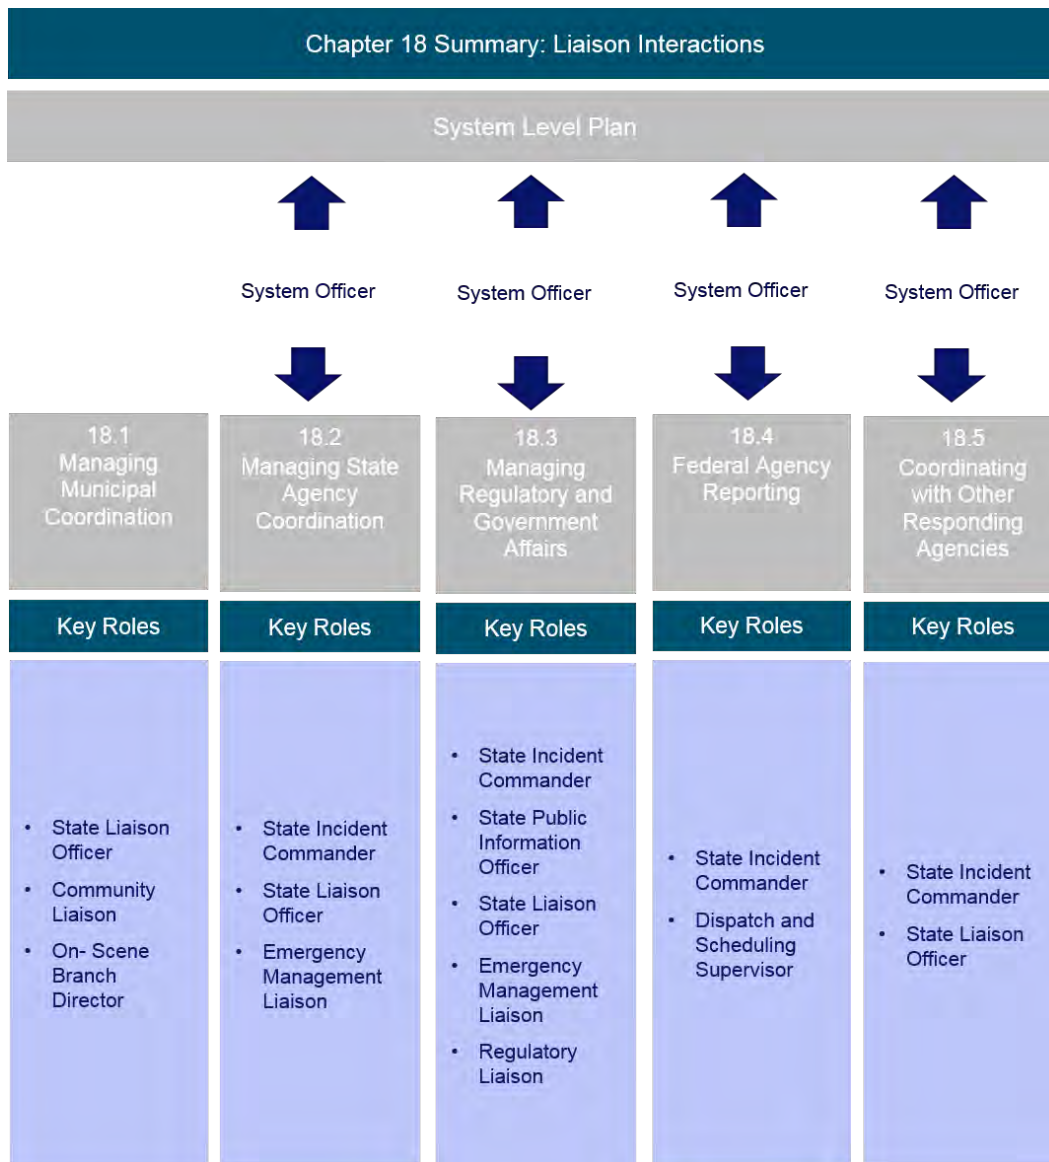 Chapter 18 Summary: Liaison Interactions
System Level Plan
System Officer
System Officer
System Officer
System Officer
18.1
Managing
Municipal
Coordination
18.2
Managing State
Agency
Coordination
18.3
Managing
Regulatory and
Government
Affairs
18.4
Federal Agency
Reporting
18.5
Coordinating
with Other
Responding
Agencies
Key Roles
Key Roles
Key Roles
Key Roles
Key Roles
• State Liaison
Officer
• Community
Liaison
• On- Scene
Branch
Director
• State Incident
Commander
• State Liaison
Officer
• Emergency
Management
Liaison
• State Incident
Commander
• State Public
Information
Officer
• State Liaison
Officer
• Emergency
Management
Liaison
• Regulatory
Liaison
• State Incident
Commander
• Dispatch and
Scheduling
Supervisor
• State Incident
Commander
• State Liaison
Officer